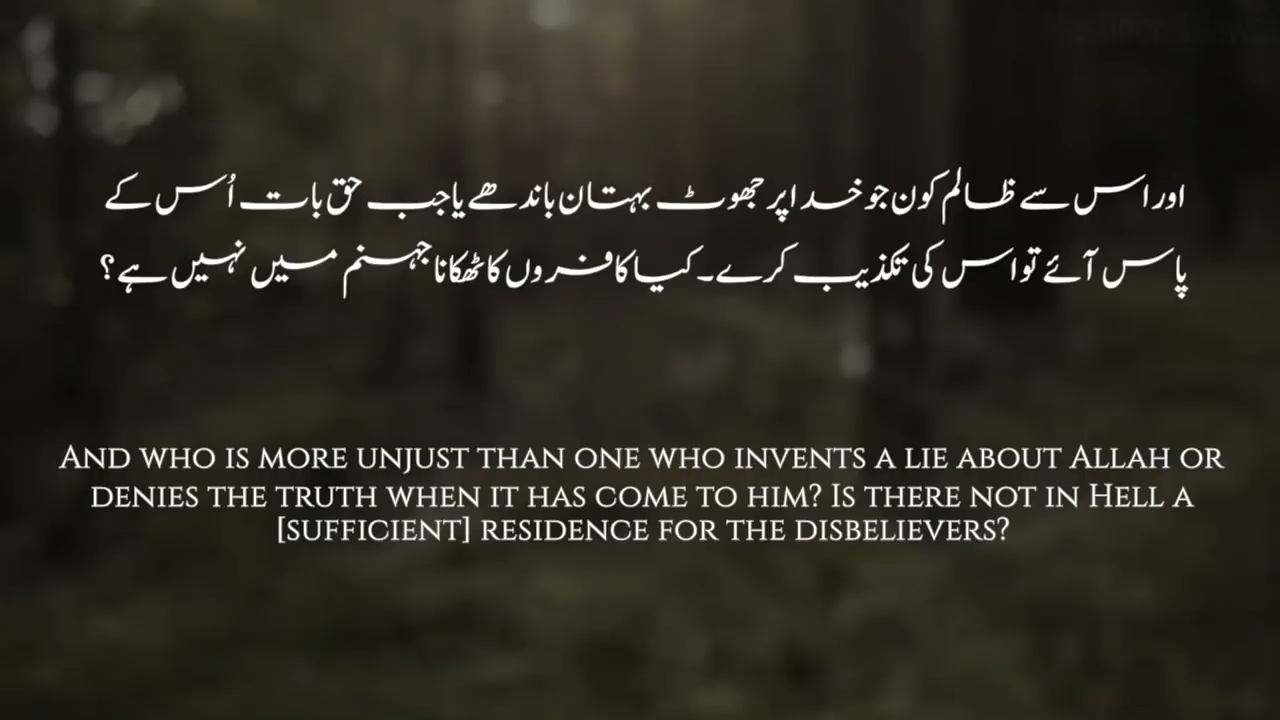 اور اس سے ظالم کون جو خدا پر جھوٹ بہتان باندھے یا جب حق بات اُس کے
پاس آئے تو اس کی تکذیب کرے۔ کیا کافروں کا ٹھکانا جہنم میں نہیں ہے؟
And who is more unjust than one who invents a lie about Allah or
denies the truth when it has come to him? Is there not in Hell a
[sufficient] residence for the disbelievers?